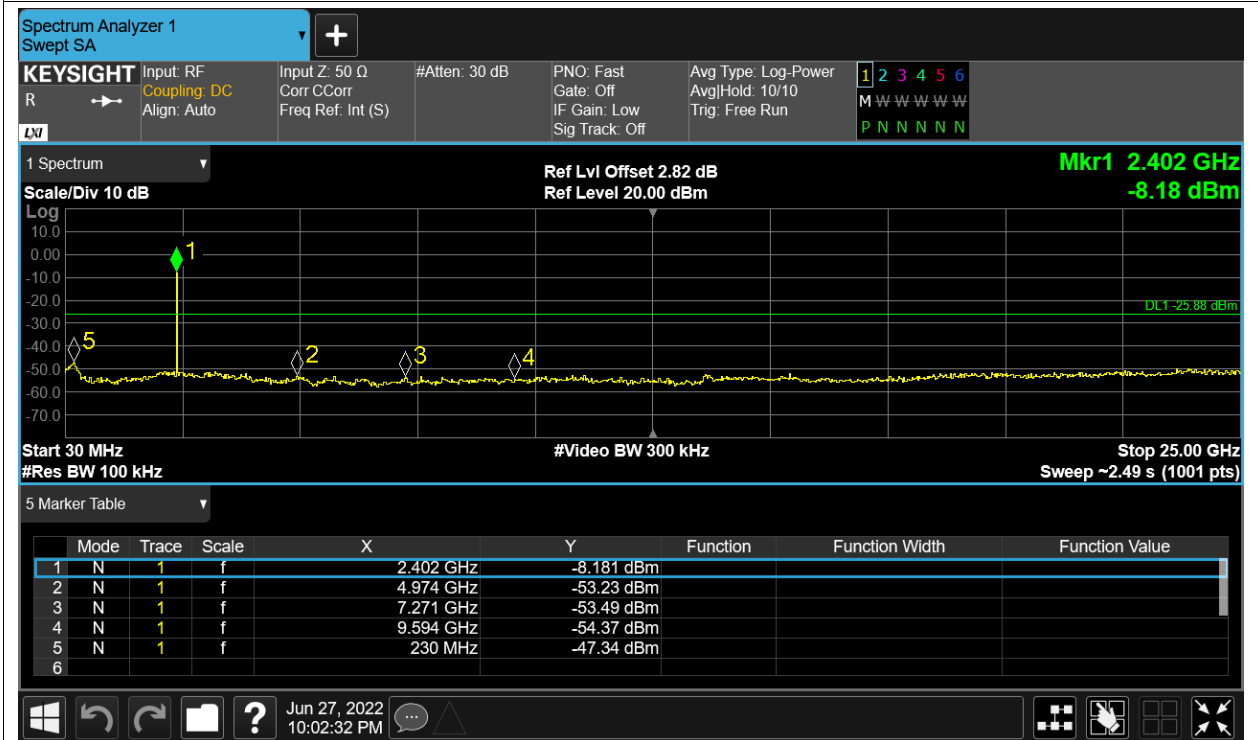 Spectrum Analyzer 1
Swept SA
KEYSIGHT
R
LXI
Input: RF
Coupling: DC
Align: Auto
Input Z: 50 Ω
Corr CCorr
Freq Ref: Int (S)
#Atten: 30 dB
PNO: Fast
Gate: Off
IF Gain: Low
Sig Track: Off
Avg Type: Log-Power
Avg|Hold: 10/10
Trig: Free Run
1 2 3 4 5 6
M W W W W W
P N N N N N
1 Spectrum
Scale/Div 10 dB
Ref Lvl Offset 2.82 dB
Ref Level 20.00 dBm
Mkr1 2.402 GHz
-8.18 dBm
Log
10.0
0.00
-10.0
-20.0
-30.0
-40.0
-50.0
-60.0
-70.0
1
DL1 -25.88 dBm
5
2
3
4
Start 30 MHz
#Res BW 100 kHz
#Video BW 300 kHz
Stop 25.00 GHz
Sweep ~2.49 s (1001 pts)
5 Marker Table
Mode Trace Scale X Y Function Function Width Function Value
1 N 1 f 2.402 GHz -8.181 dBm
2 N 1 f 4.974 GHz -53.23 dBm
3 N 1 f 7.271 GHz -53.49 dBm
4 N 1 f 9.594 GHz -54.37 dBm
5 N 1 f 230 MHz -47.34 dBm
6
?
Jun 27, 2022
10:02:32 PM